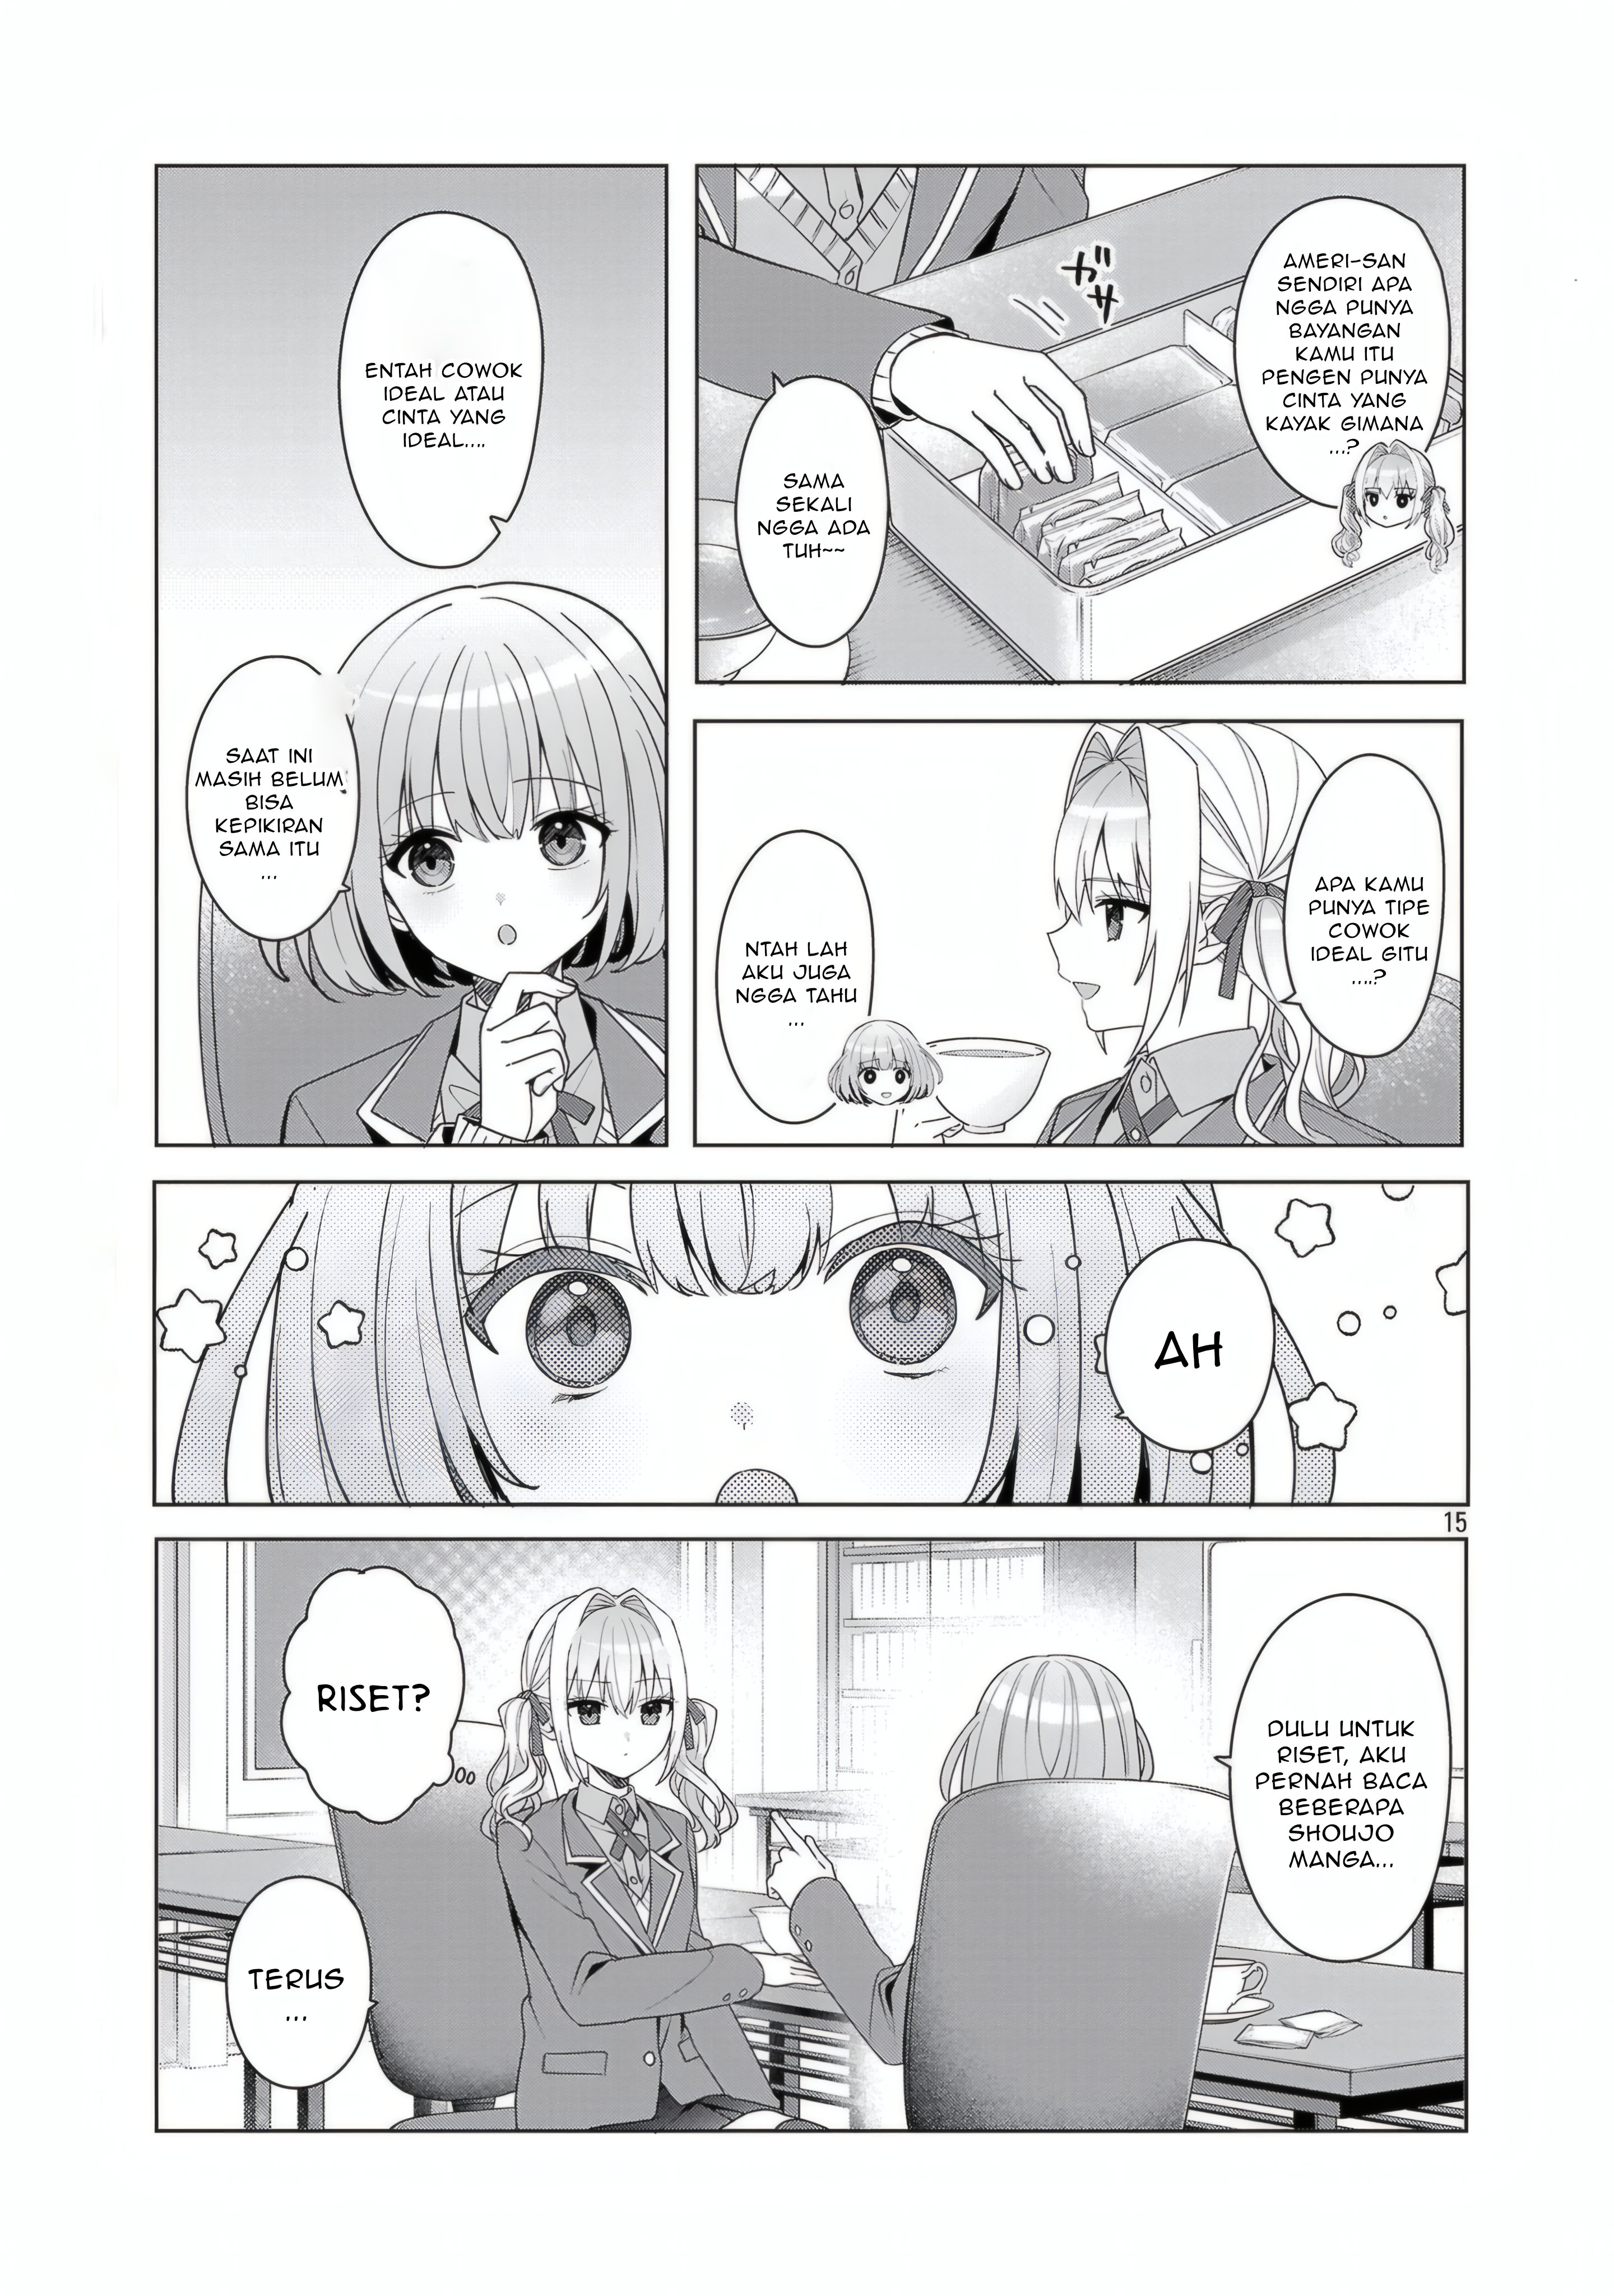 AMERI-SAN
SENDIRI APA
NGGA PUNYA
BAYANGAN
KAMU ITU
PENGEN PUNYA
CINTA YANG
KAYAK GIMANA
...?
ガサ
SAMA
SEKALI
NGGA ADA
TUH~~
APA KAMU
PUNYA TIPE
COWOK
IDEAL GITU
....?
NTAH LAH
AKU JUGA
NGGA TAHU
...
ENTAH COWOK
IDEAL ATAU
CINTA YANG
IDEAL....
SAAT INI
MASIH BELUM
BISA
KEPIKIRAN
SAMA ITU
...
AH
15
DULU UNTUK
RISET, AKU
PERNAH BACA
BEBERAPA
SHOUJO
MANGA...
RISET?
TERUS
...